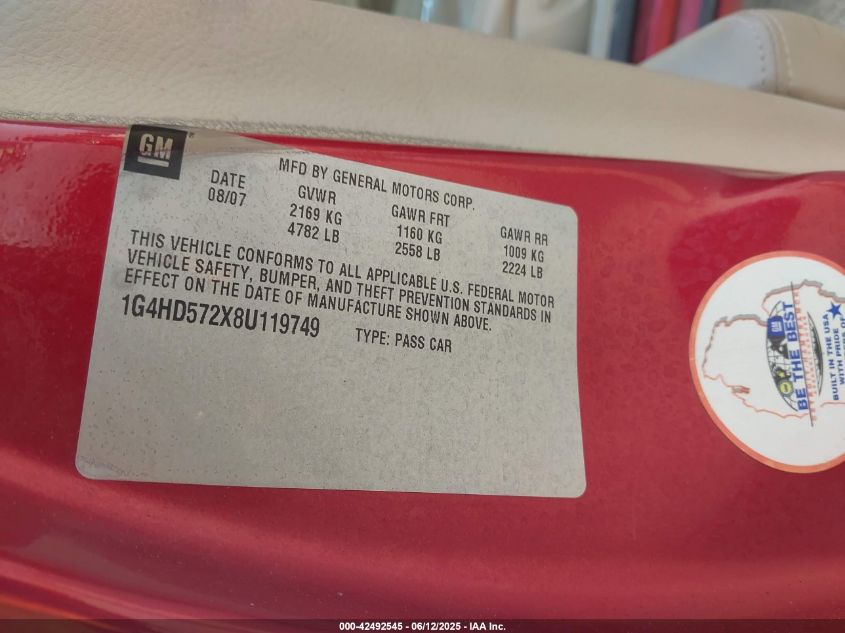 GM
MFD BY GENERAL MOTORS CORP.
DATE GVWR GAWR FRT GAWR RR
08/07 2169 KG 1160 KG 1009 KG
4782 LB 2558 LB 2224 LB
THIS VEHICLE CONFORMS TO ALL APPLICABLE U.S. FEDERAL MOTOR
VEHICLE SAFETY, BUMPER, AND THEFT PREVENTION STANDARDS IN
EFFECT ON THE DATE OF MANUFACTURE SHOWN ABOVE.
1G4HD572X8U119749 TYPE: PASS CAR
GM
BE THE BEST
BUILT IN THE USA
WITH PRIDE
000-42492545 - 06/12/2025 - IAA Inc.